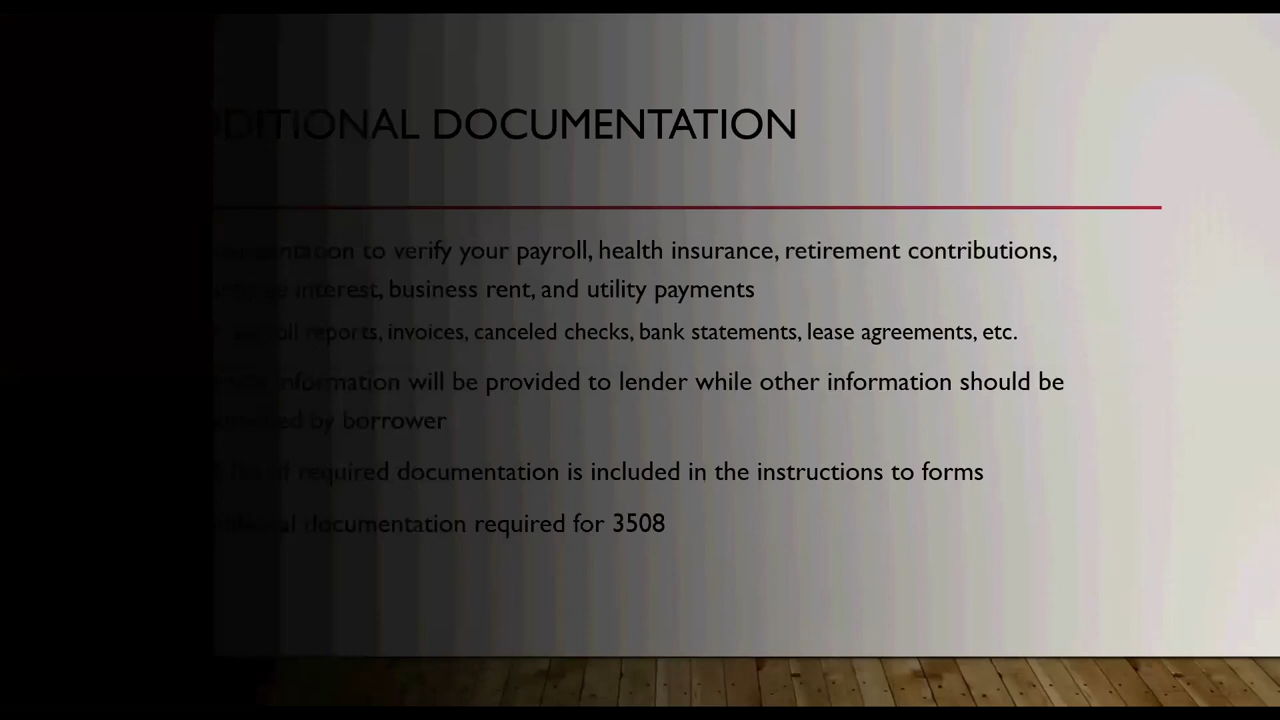 DITIONAL DOCUMENTATION
to verify your payroll, health insurance, retirement contributions,
interest, business rent, and utility payments
reports, invoices, canceled checks, bank statements, lease agreements, etc.
information will be provided to lender while other information should be
by borrower
of required documentation is included in the instructions to forms
documentation required for 3508